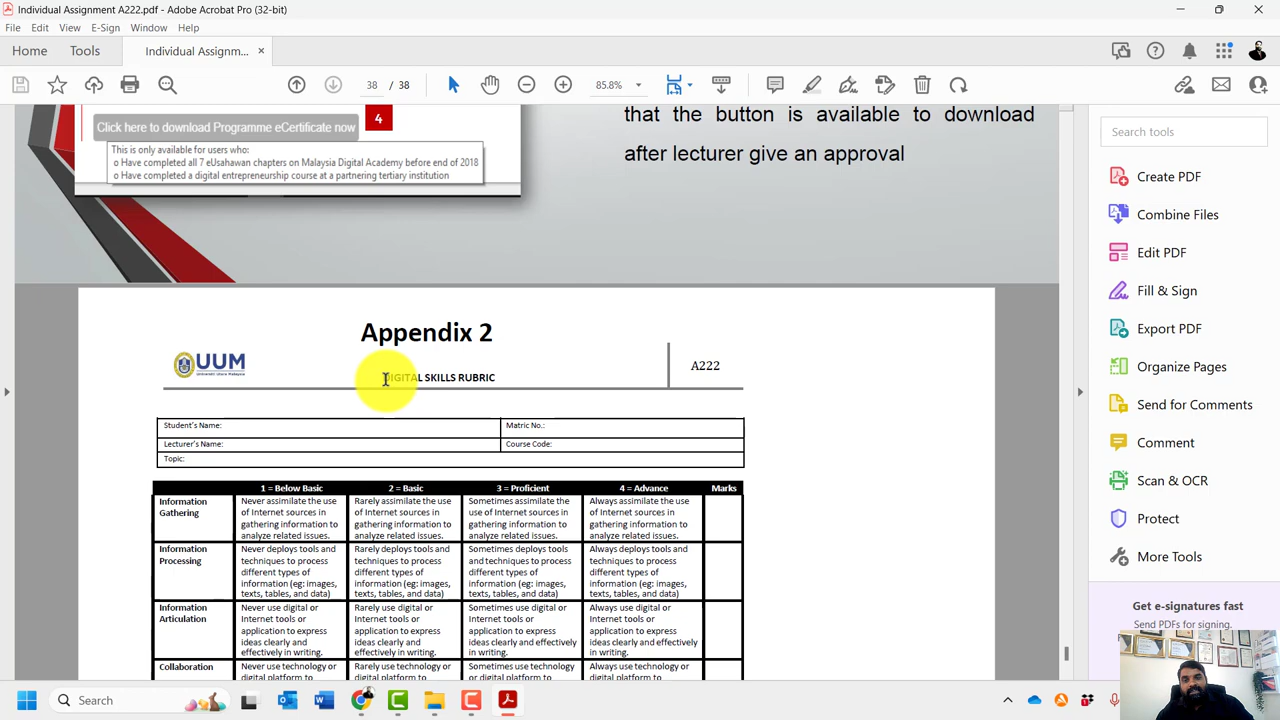 Individual Assignment A222.pdf - Adobe Acrobat Pro (32-bit)
File Edit View E-Sign Window Help
Home Tools Individual Assignm... ×
38 / 38 85.8%
4
Click here to download Programme eCertificate now
This is only available for users who:
o Have completed all 7 eUsahawan chapters on Malaysia Digital Academy before end of 2018
o Have completed a digital entrepreneurship course at a partnering tertiary institution
that the button is available to download
after lecturer give an approval
Appendix 2
UUM
Universiti Utara Malaysia
DIGITAL SKILLS RUBRIC
A222
Student's Name: Matric No.:
Lecturer's Name: Course Code:
Topic:
1 = Below Basic 2 = Basic 3 = Proficient 4 = Advance Marks
Information Never assimilate the use Rarely assimilate the use Sometimes assimilate the Always assimilate the use
Gathering of Internet sources in of Internet sources in use of Internet sources in of Internet sources in
gathering information to gathering information to gathering information to gathering information to
analyze related issues. analyze related issues. analyze related issues. analyze related issues.
Information Never deploys tools and Rarely deploys tools and Sometimes deploys tools Always deploys tools and
Processing techniques to process techniques to process and techniques to process techniques to process
different types of different types of different types of different types of
information (eg: images, information (eg: images, information (eg: images, information (eg: images,
texts, tables, and data) texts, tables, and data) texts, tables, and data) texts, tables, and data)
Information Never use digital or Rarely use digital or Sometimes use digital or Always use digital or
Articulation Internet tools or Internet tools or Internet tools or Internet tools or
application to express application to express application to express application to express
ideas clearly and ideas clearly and ideas clearly and effectively ideas clearly and effectively
effectively in writing. effectively in writing. in writing. in writing.
Collaboration Never use technology or Rarely use technology or Sometimes use technology Always use technology or
digital platform to digital platform to or digital platform to digital platform to
Search tools
Create PDF
Combine Files
Edit PDF
Fill & Sign
Export PDF
Organize Pages
Send for Comments
Comment
Scan & OCR
Protect
More Tools
Get e-signatures fast
Send PDFs for signing.
Search